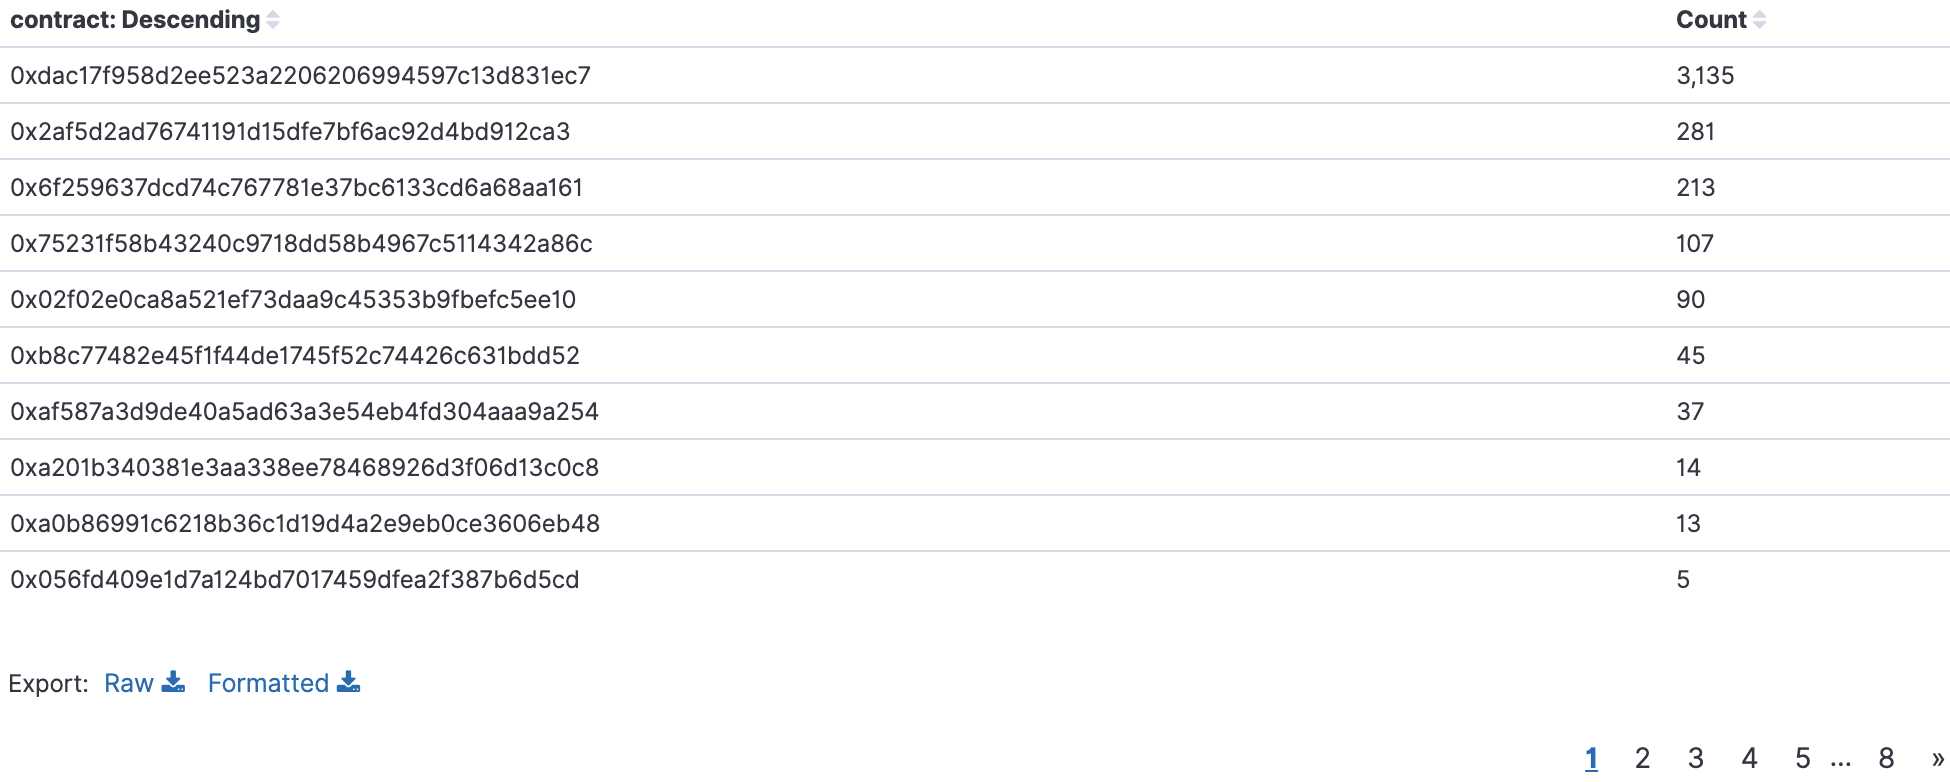 contract: Descending Count
0xdac17f958d2ee523a2206206994597c13d831ec7 3,135
0x2af5d2ad76741191d15dfe7bf6ac92d4bd912ca3 281
0x6f259637dcd74c767781e37bc6133cd6a68aa161 213
0x75231f58b43240c9718dd58b4967c5114342a86c 107
0x02f02e0ca8a521ef73daa9c45353b9fbefc5ee10 90
0xb8c77482e45f1f44de1745f52c74426c631bdd52 45
0xaf587a3d9de40a5ad63a3e54eb4fd304aaa9a254 37
0xa201b340381e3aa338ee78468926d3f06d13c0c8 14
0xa0b86991c6218b36c1d19d4a2e9eb0ce3606eb48 13
0x056fd409e1d7a124bd7017459dfea2f387b6d5cd 5
Export: Raw Formatted
1 2 3 4 5 ... 8 »